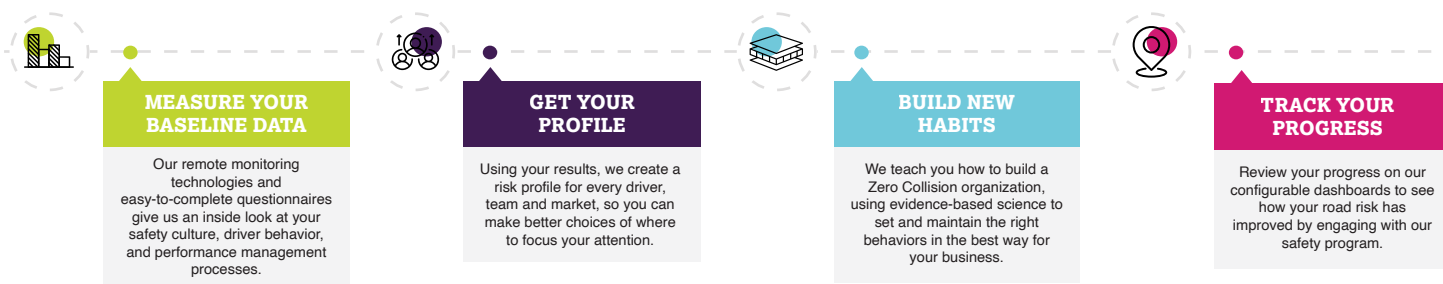 MEASURE YOUR
BASELINE DATA
Our remote monitoring
technologies and
easy-to-complete questionnaires
give us an inside look at your
safety culture, driver behavior,
and performance management
processes.
GET YOUR
PROFILE
Using your results, we create a
risk profile for every driver,
team and market, so you can
make better choices of where
to focus your attention.
BUILD NEW
HABITS
We teach you how to build a
Zero Collision organization,
using evidence-based science to
set and maintain the right
behaviors in the best way for
your business.
TRACK YOUR
PROGRESS
Review your progress on our
configurable dashboards to see
how your road risk has
improved by engaging with our
safety program.